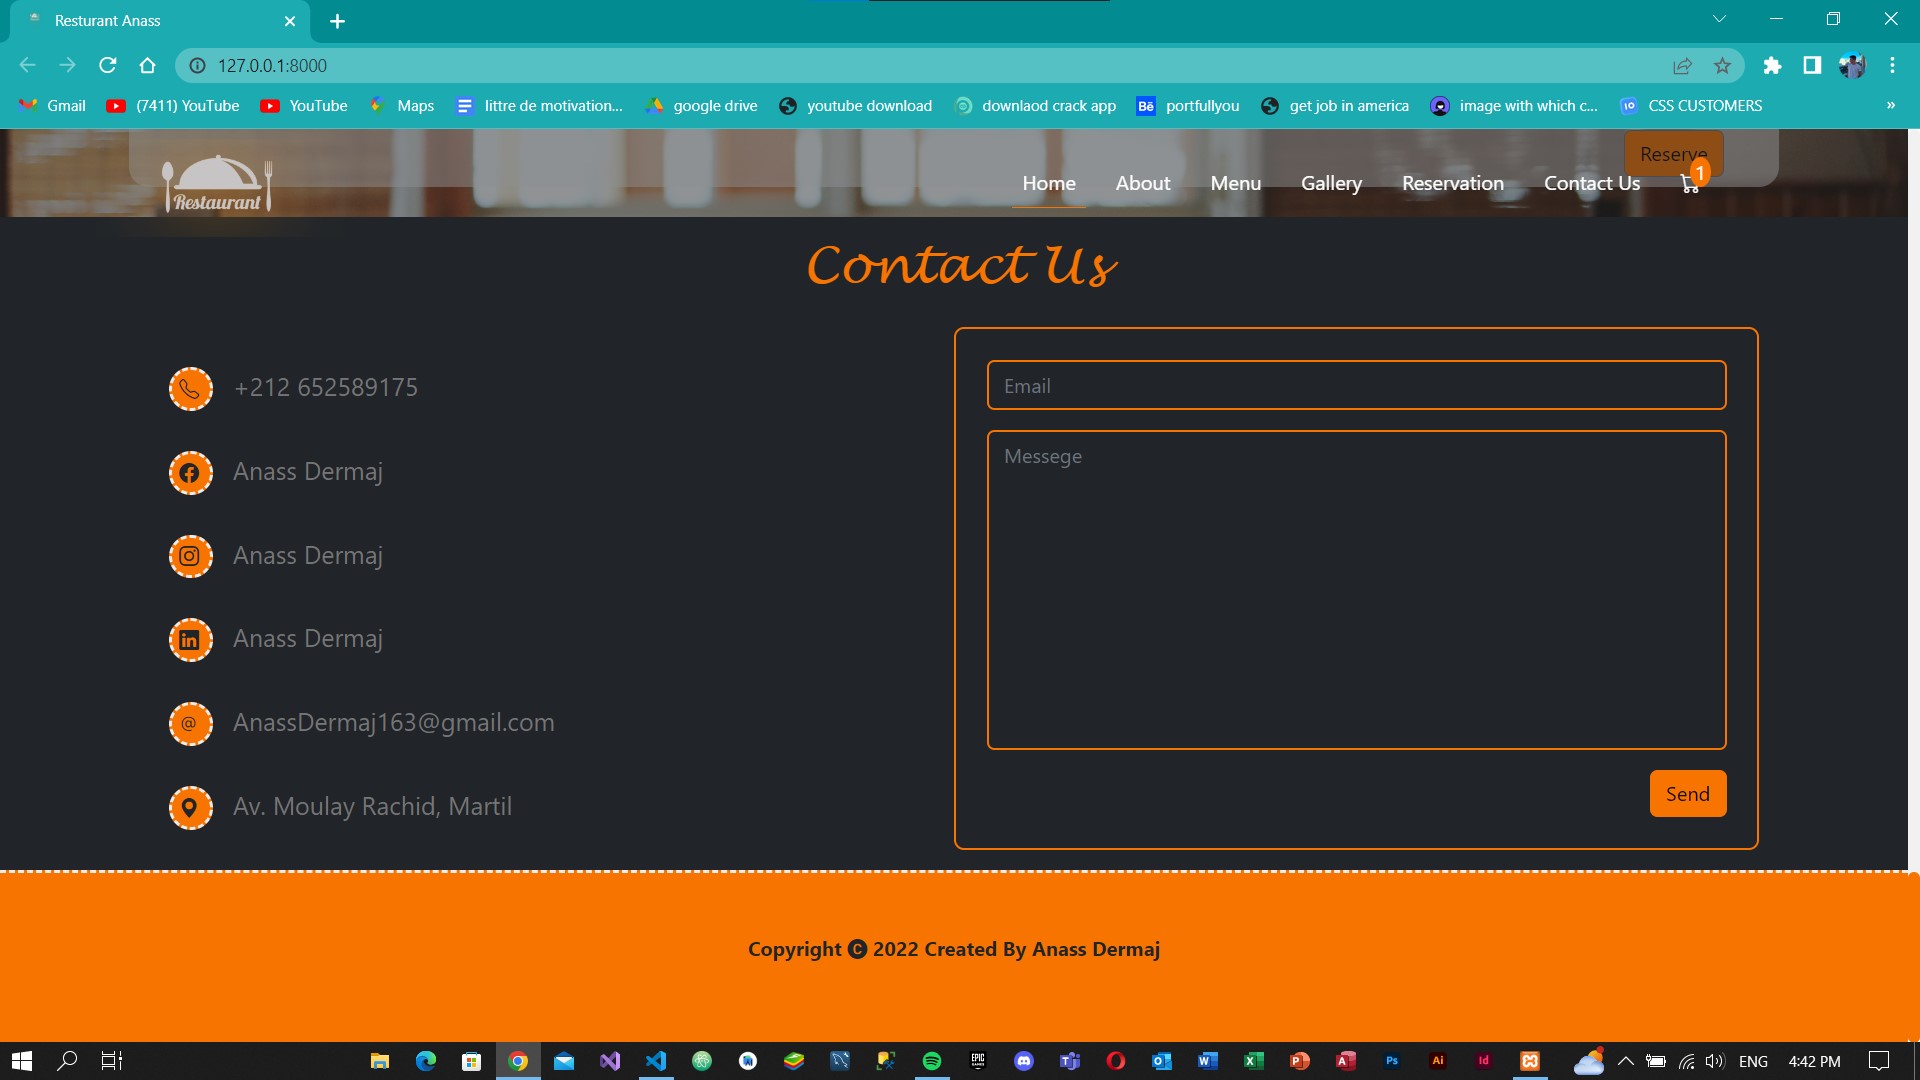 Resturant Anass
127.0.0.1:8000
Gmail (7411) YouTube YouTube Maps littre de motivation... google drive youtube download downlaod crack app Bē portfullyou get job in america image with which c... CSS CUSTOMERS »
Reserve
Restaurant Home About Menu Gallery Reservation Contact Us 1
Contact Us
+212 652589175
Anass Dermaj
Anass Dermaj
Anass Dermaj
AnassDermaj163@gmail.com
Av. Moulay Rachid, Martil
Email
Messege
Send
Copyright © 2022 Created By Anass Dermaj
ENG 4:42 PM